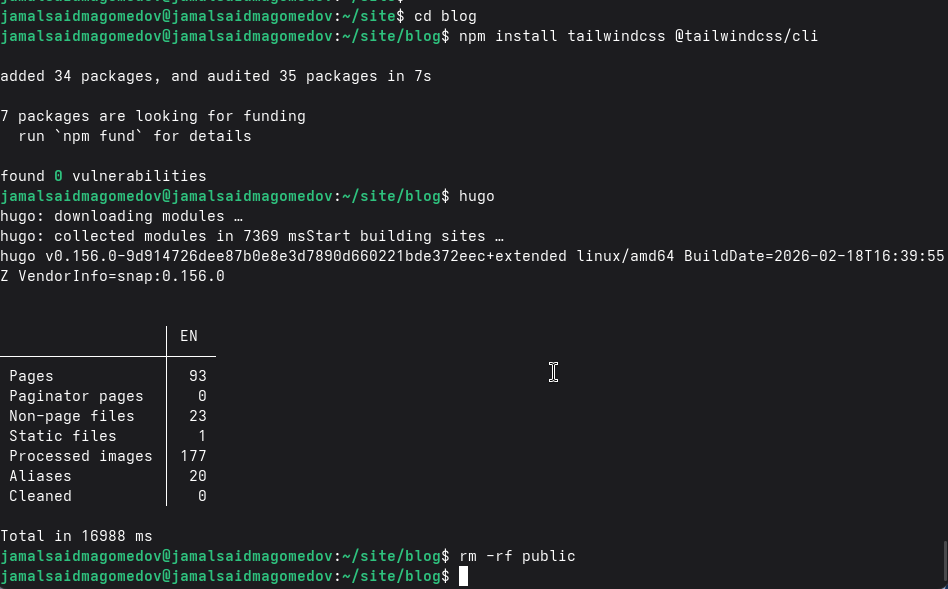 jamalsaidmagomedov@jamalsaidmagomedov:~/site$ cd blog
jamalsaidmagomedov@jamalsaidmagomedov:~/site/blog$ npm install tailwindcss @tailwindcss/cli
added 34 packages, and audited 35 packages in 7s
7 packages are looking for funding
  run `npm fund` for details
found 0 vulnerabilities
jamalsaidmagomedov@jamalsaidmagomedov:~/site/blog$ hugo
hugo: downloading modules …
hugo: collected modules in 7369 msStart building sites …
hugo v0.156.0-9d914726dee87b0e8e3d7890d660221bde372eec+extended linux/amd64 BuildDate=2026-02-18T16:39:55
Z VendorInfo=snap:0.156.0
EN
Pages 93
Paginator pages 0
Non-page files 23
Static files 1
Processed images 177
Aliases 20
Cleaned 0
Total in 16988 ms
jamalsaidmagomedov@jamalsaidmagomedov:~/site/blog$ rm -rf public
jamalsaidmagomedov@jamalsaidmagomedov:~/site/blog$